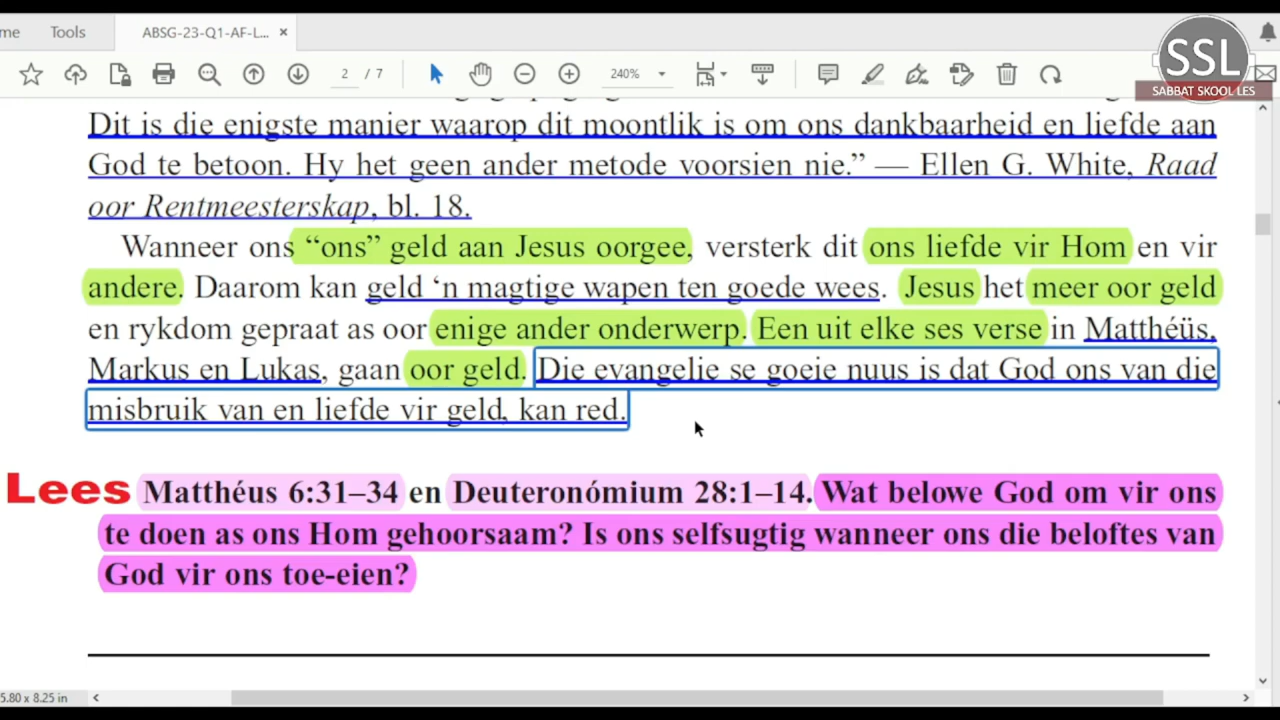 me
Tools
ABSG-23-Q1-AF-L...
SSL
SABBAT SKOOL LES
2 / 7
240%
Dit is die enigste manier waarop dit moontlik is om ons dankbaarheid en liefde aan
God te betoon. Hy het geen ander metode voorsien nie.” — Ellen G. White, Raad
oor Rentmeesterskap, bl. 18.
Wanneer ons “ons” geld aan Jesus oorgee, versterk dit ons liefde vir Hom en vir
andere. Daarom kan geld ‘n magtige wapen ten goede wees. Jesus het meer oor geld
en rykdom gepraat as oor enige ander onderwerp. Een uit elke ses verse in Matthéüs,
Markus en Lukas, gaan oor geld. Die evangelie se goeie nuus is dat God ons van die
misbruik van en liefde vir geld, kan red.
Lees Matthéus 6:31–34 en Deuteronómium 28:1–14. Wat belowe God om vir ons
te doen as ons Hom gehoorsaam? Is ons selfsugtig wanneer ons die beloftes van
God vir ons toe-eien?
5.80 x 8.25 in